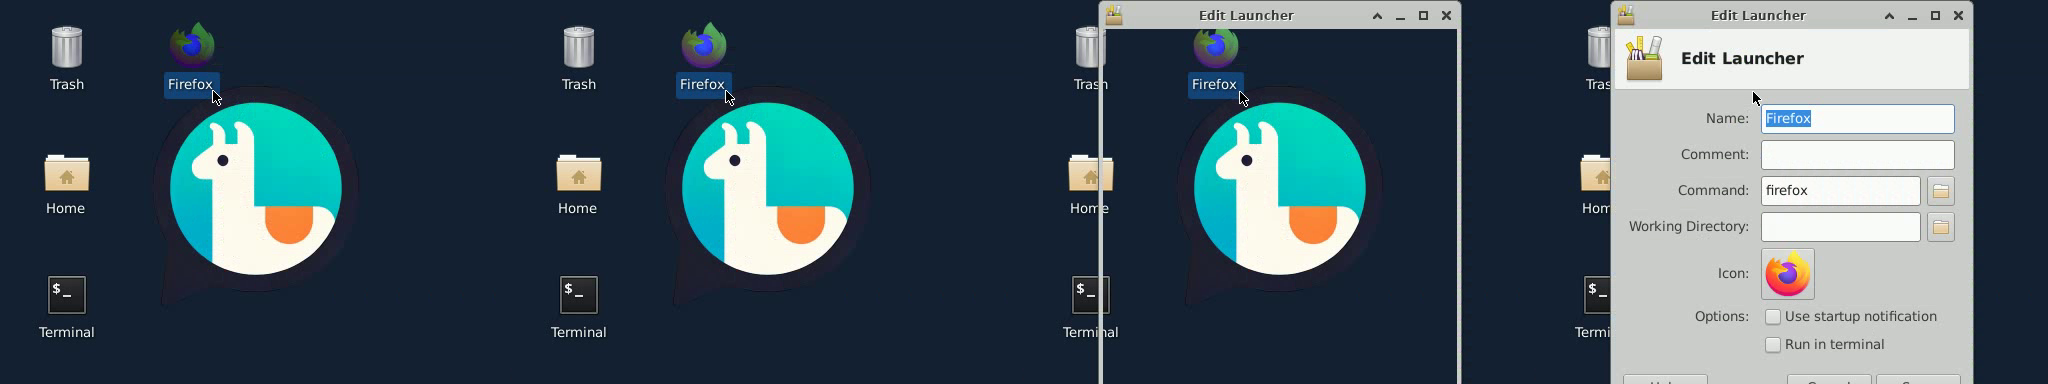 Trash
Firefox
Home
$_
Terminal
Trash
Firefox
Home
$_
Terminal
Edit Launcher
Trash
Firefox
Home
$_
Terminal
Edit Launcher
Edit Launcher
Name: Firefox
Comment:
Command: firefox
Working Directory:
Icon:
Options: Use startup notification
Run in terminal
Tras
Hom
$_
Termi